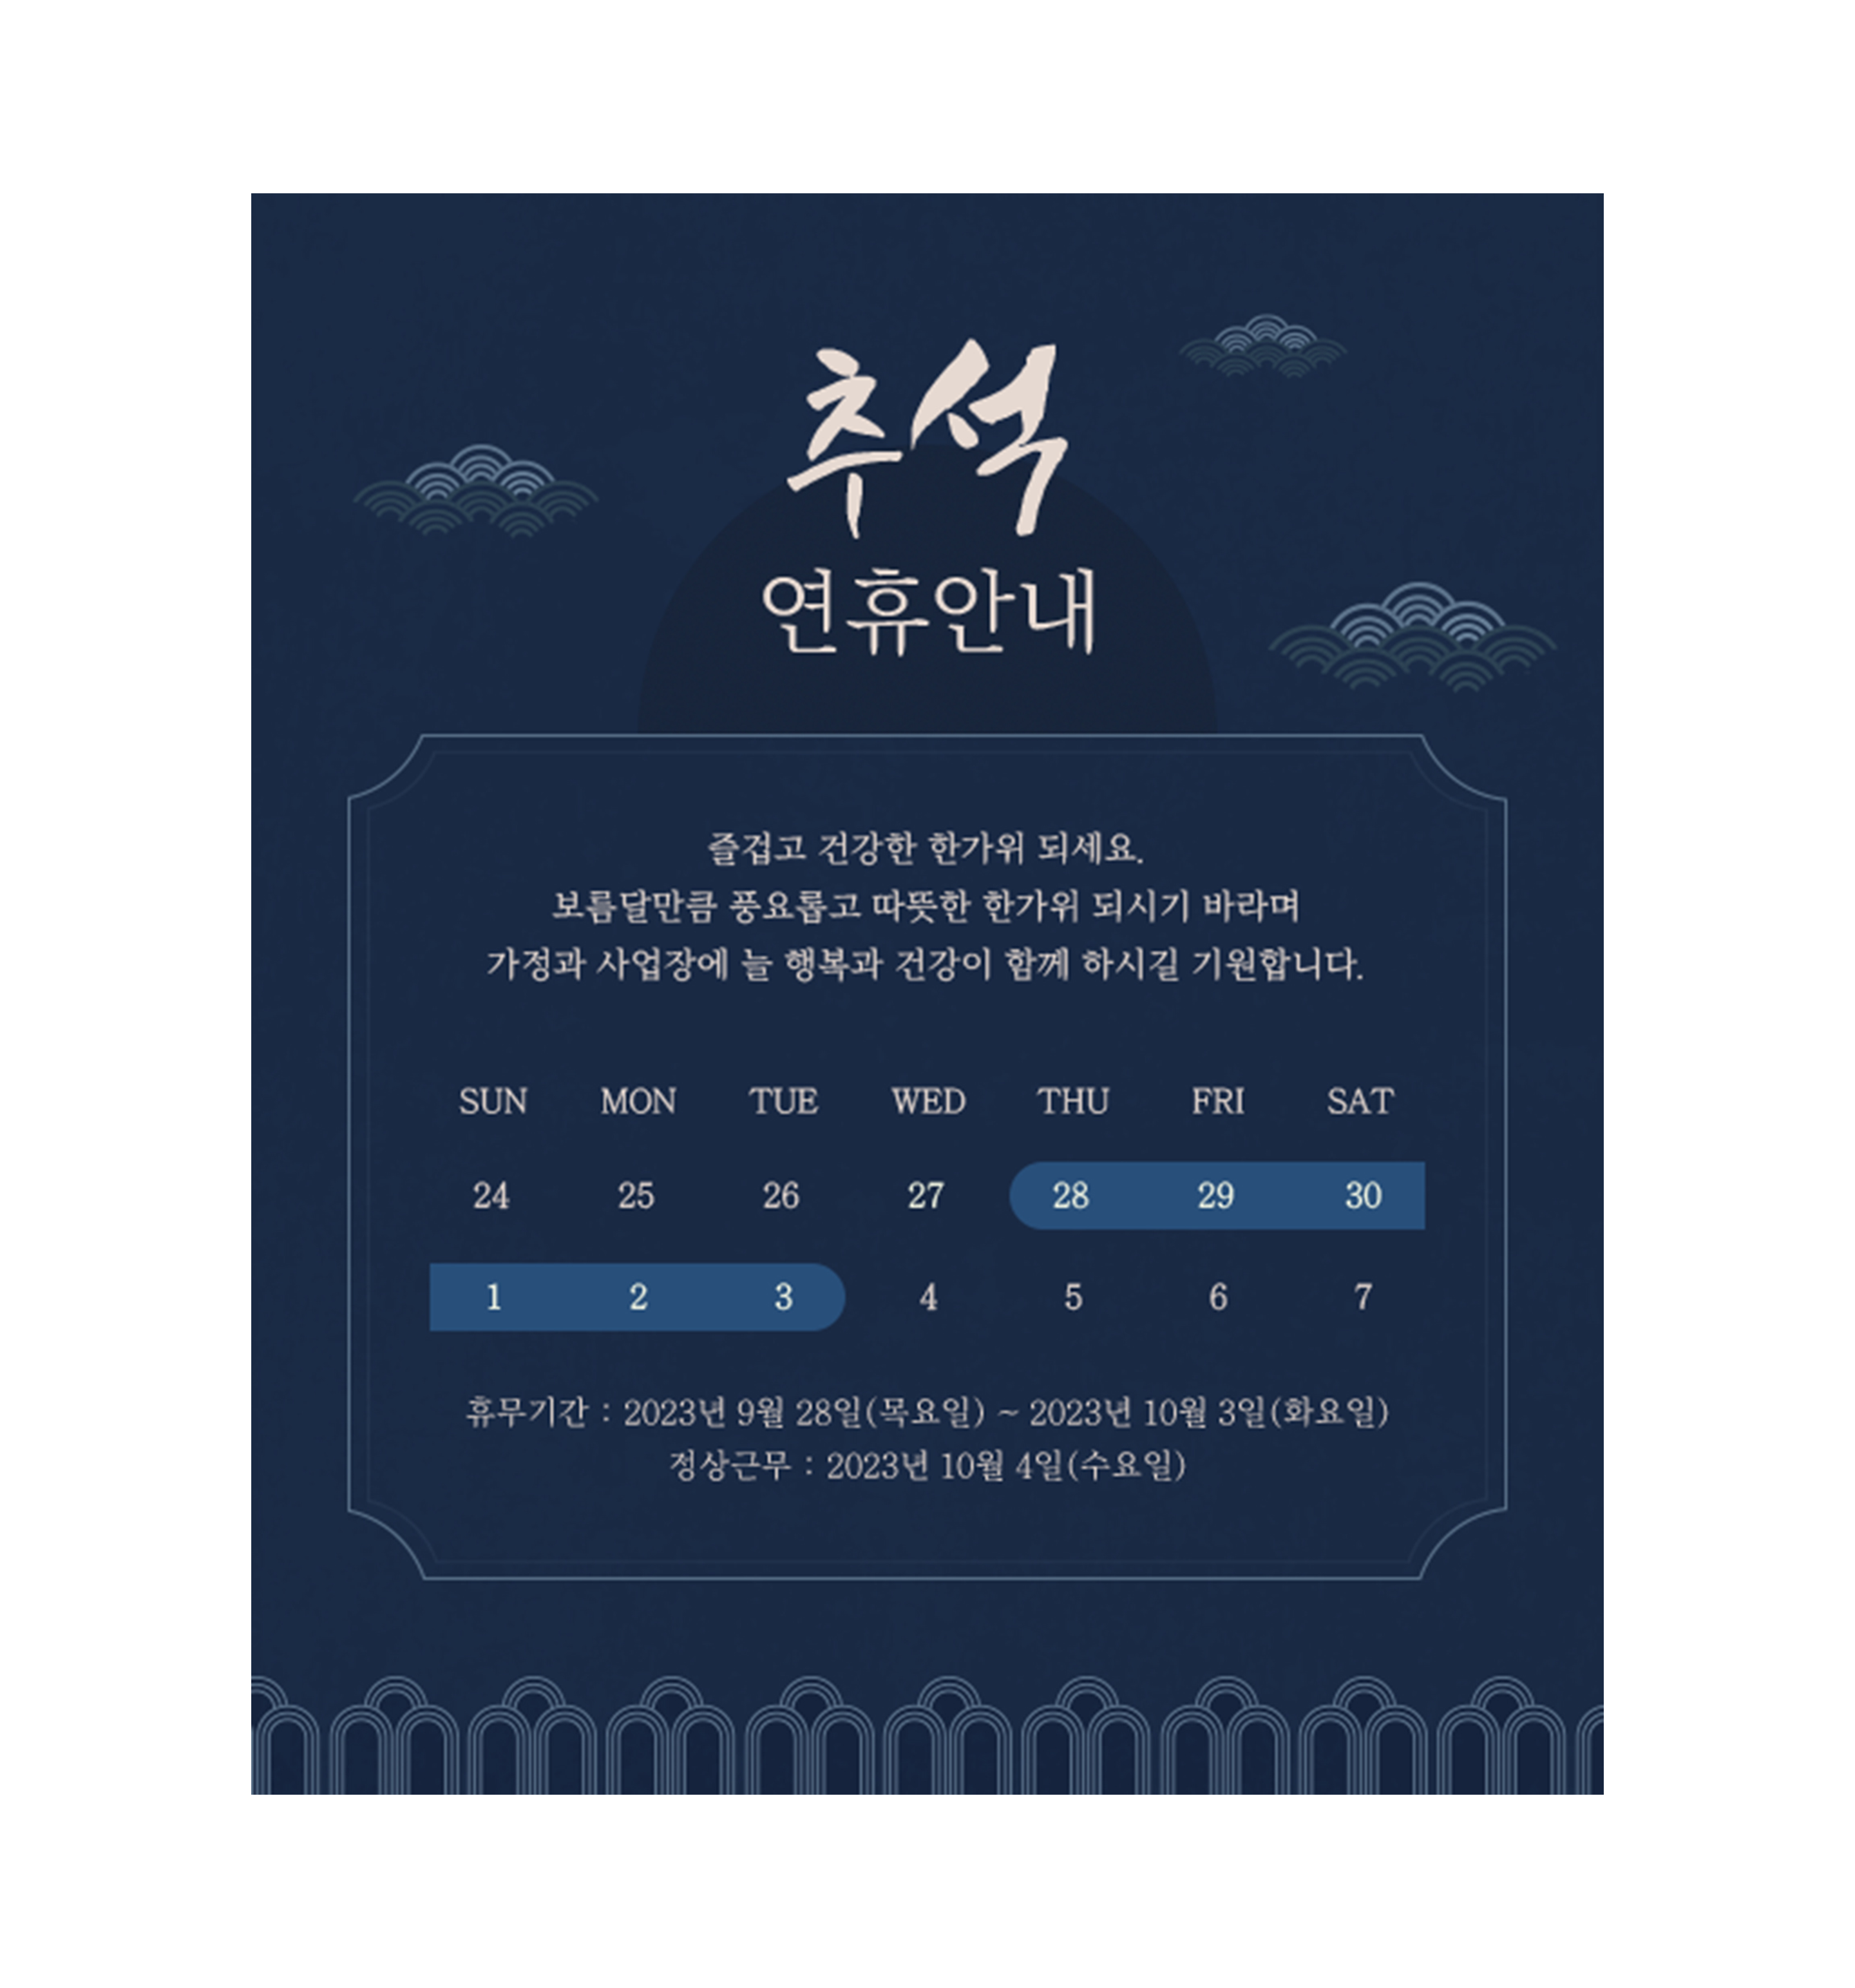 추석
연휴안내
즐겁고 건강한 한가위 되세요.
보름달만큼 풍요롭고 따뜻한 한가위 되시기 바라며
가정과 사업장에 늘 행복과 건강이 함께 하시길 기원합니다.
SUN MON TUE WED THU FRI SAT
24 25 26 27 28 29 30
1 2 3 4 5 6 7
휴무기간 : 2023년 9월 28일(목요일) ~ 2023년 10월 3일(화요일)
정상근무 : 2023년 10월 4일(수요일)